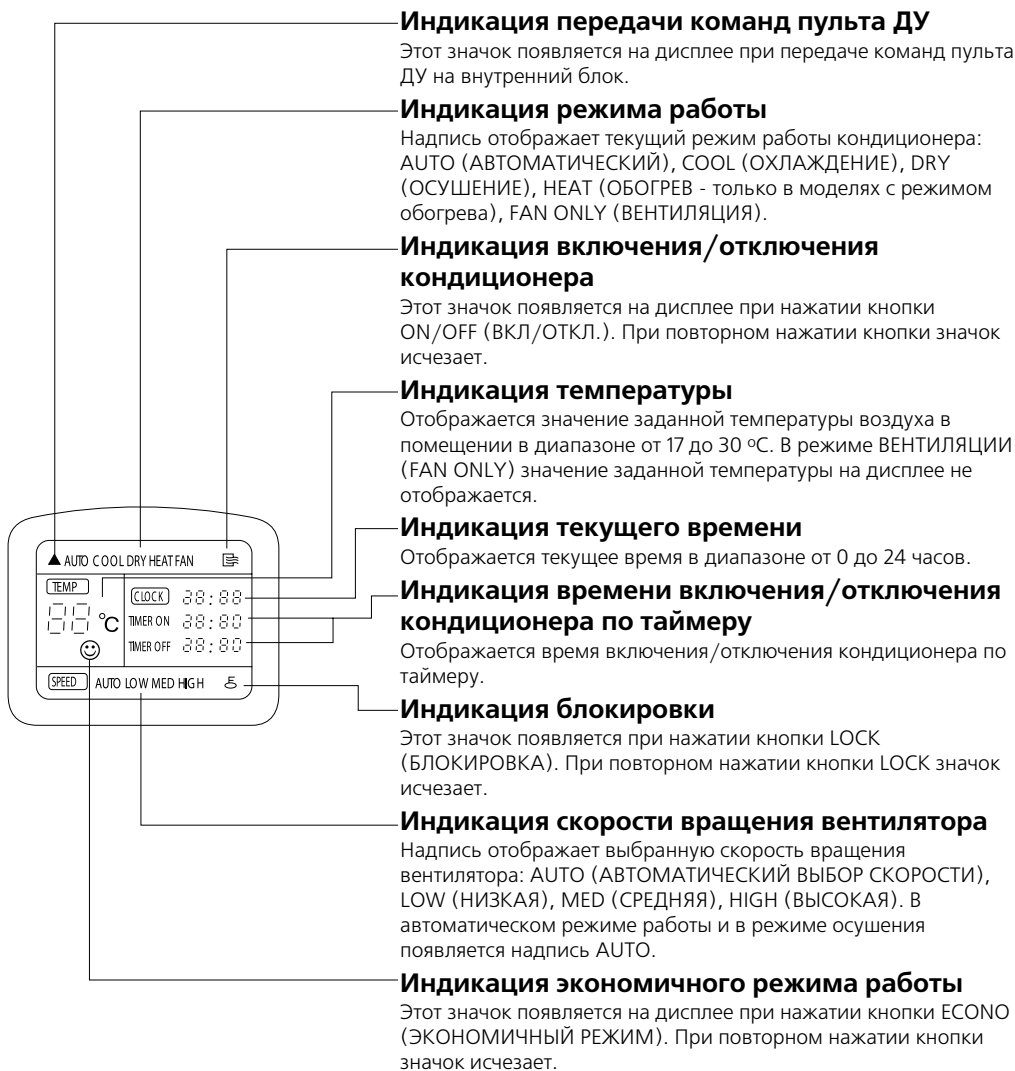 Индикация передачи команд пульта ДУ
Этот значок появляется на дисплее при передаче команд пульта
ДУ на внутренний блок.
Индикация режима работы
Надпись отображает текущий режим работы кондиционера:
AUTO (АВТОМАТИЧЕСКИЙ), COOL (ОХЛАЖДЕНИЕ), DRY
(ОСУШЕНИЕ), HEAT (ОБОГРЕВ - только в моделях с режимом
обогрева), FAN ONLY (ВЕНТИЛЯЦИЯ).
Индикация включения/отключения
кондиционера
Этот значок появляется на дисплее при нажатии кнопки
ON/OFF (ВКЛ/ОТКЛ.). При повторном нажатии кнопки значок
исчезает.
Индикация температуры
Отображается значение заданной температуры воздуха в
помещении в диапазоне от 17 до 30 ºС. В режиме ВЕНТИЛЯЦИИ
(FAN ONLY) значение заданной температуры на дисплее не
отображается.
Индикация текущего времени
Отображается текущее время в диапазоне от 0 до 24 часов.
Индикация времени включения/отключения
кондиционера по таймеру
Отображается время включения/отключения кондиционера по
таймеру.
Индикация блокировки
Этот значок появляется при нажатии кнопки LOCK
(БЛОКИРОВКА). При повторном нажатии кнопки LOCK значок
исчезает.
Индикация скорости вращения вентилятора
Надпись отображает выбранную скорость вращения
вентилятора: AUTO (АВТОМАТИЧЕСКИЙ ВЫБОР СКОРОСТИ),
LOW (НИЗКАЯ), MED (СРЕДНЯЯ), HIGH (ВЫСОКАЯ). В
автоматическом режиме работы и в режиме осушения
появляется надпись AUTO.
Индикация экономичного режима работы
Этот значок появляется на дисплее при нажатии кнопки ECONO
(ЭКОНОМИЧНЫЙ РЕЖИМ). При повторном нажатии кнопки
значок исчезает.
AUTO COOL DRY HEAT FAN
TEMP
88 °C
CLOCK 28:88
TIMER ON 28:80
TIMER OFF 28:80
SPEED AUTO LOW MED HIGH